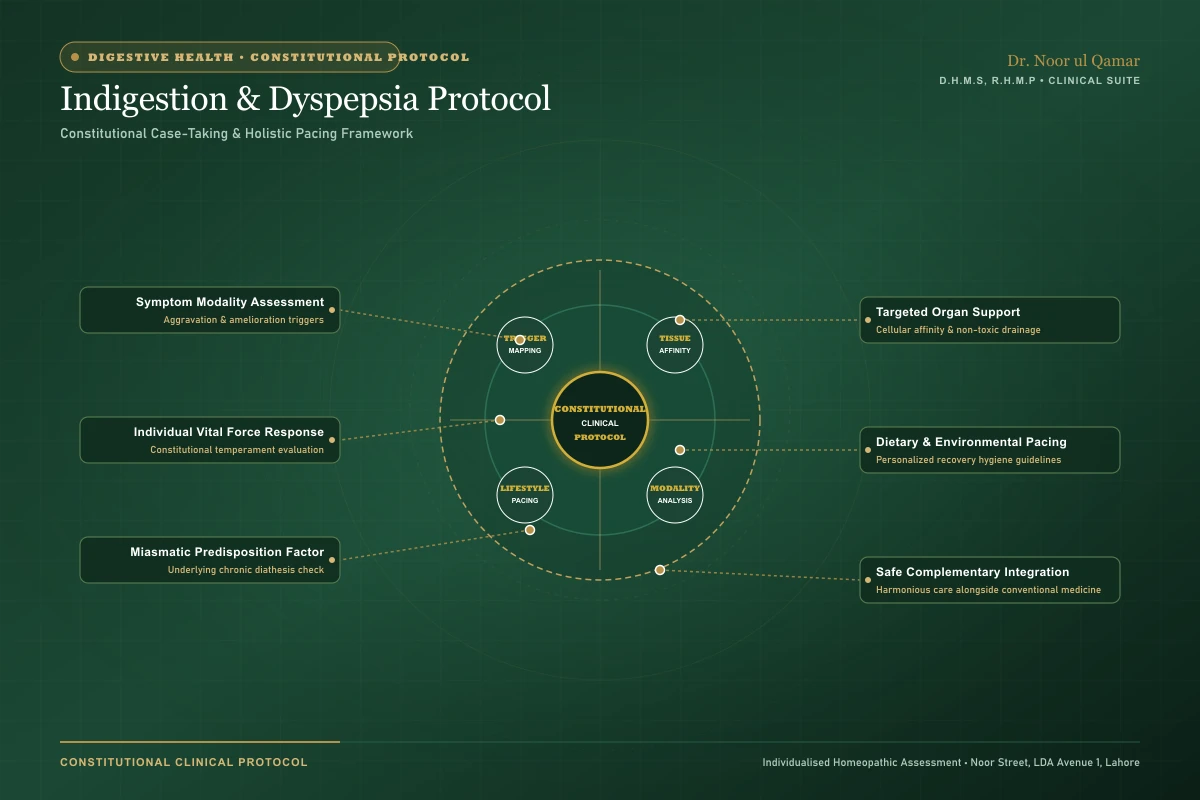 DIGESTIVE HEALTH • CONSTITUTIONAL PROTOCOL
Indigestion & Dyspepsia Protocol
Constitutional Case-Taking & Holistic Pacing Framework
Dr. Noor ul Qamar
D.H.M.S, R.H.M.P • CLINICAL SUITE
Symptom Modality Assessment
Aggravation & amelioration triggers
Individual Vital Force Response
Constitutional temperament evaluation
Miasmatic Predisposition Factor
Underlying chronic diathesis check
TRIGGER
MAPPING
TISSUE
AFFINITY
CONSTITUTIONAL
CLINICAL
PROTOCOL
LIFESTYLE
PACING
MODALITY
ANALYSIS
Targeted Organ Support
Cellular affinity & non-toxic drainage
Dietary & Environmental Pacing
Personalized recovery hygiene guidelines
Safe Complementary Integration
Harmonious care alongside conventional medicine
CONSTITUTIONAL CLINICAL PROTOCOL
Individualised Homeopathic Assessment • Noor Street, LDA Avenue 1, Lahore